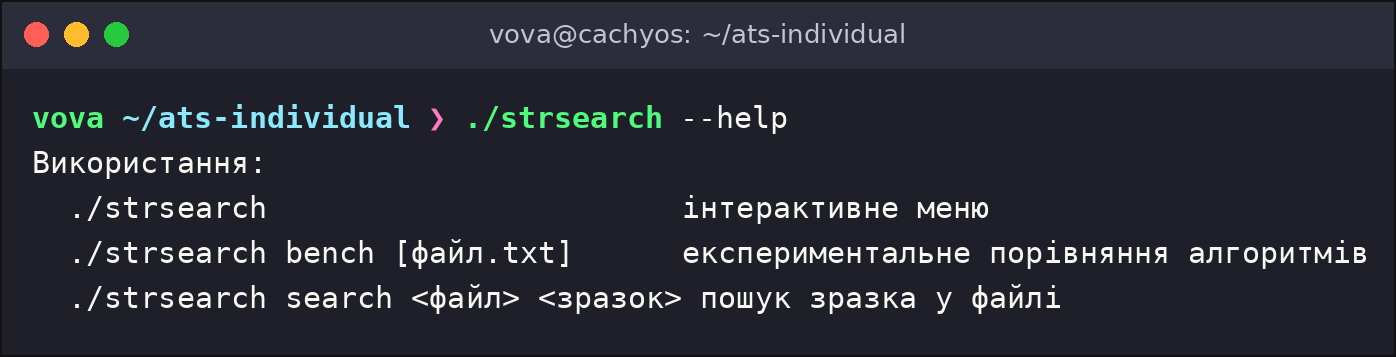 vova@cachyos: ~/ats-individual
vova ~/ats-individual ❯ ./strsearch --help
Використання:
  ./strsearch                       інтерактивне меню
  ./strsearch bench [файл.txt]      експериментальне порівняння алгоритмів
  ./strsearch search <файл> <зразок> пошук зразка у файлі